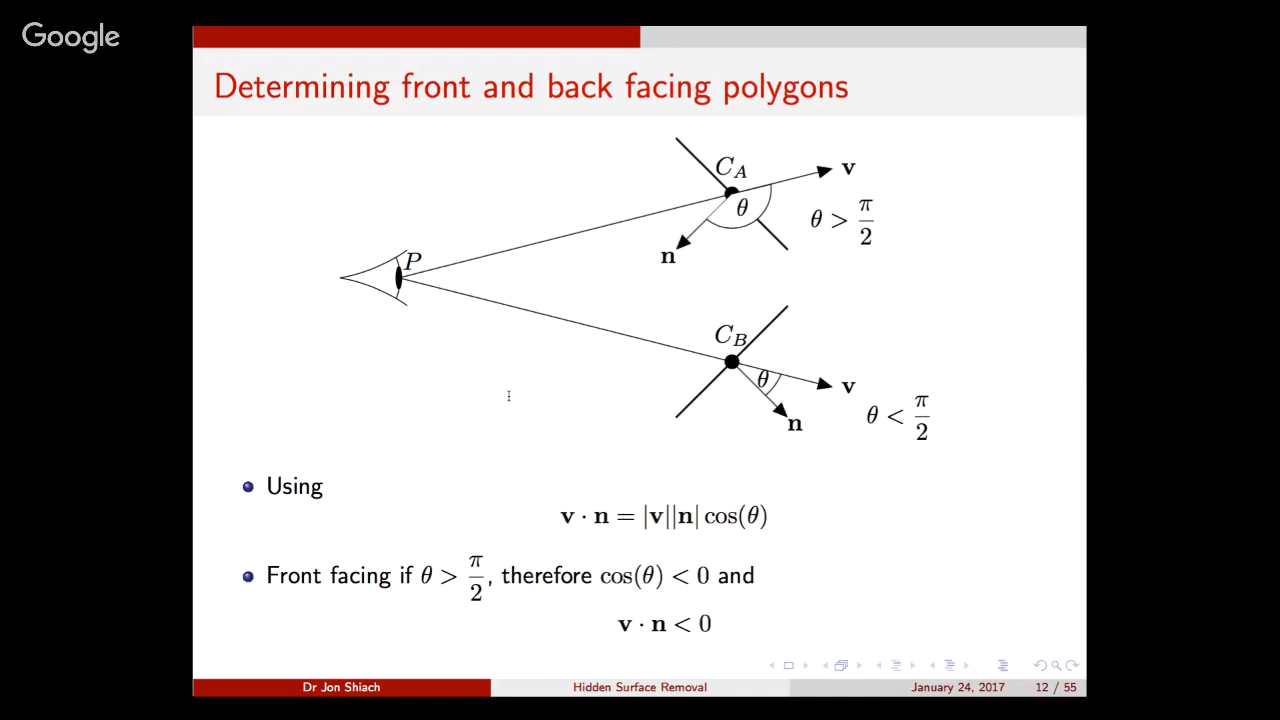 Google
Determining front and back facing polygons
C_A
v
θ
θ > π/2
n
P
C_B
θ
v
n
θ < π/2
Using
v · n = |v||n| cos(θ)
Front facing if θ > π/2, therefore cos(θ) < 0 and
v · n < 0
Dr Jon Shiach
Hidden Surface Removal
January 24, 2017
12 / 55